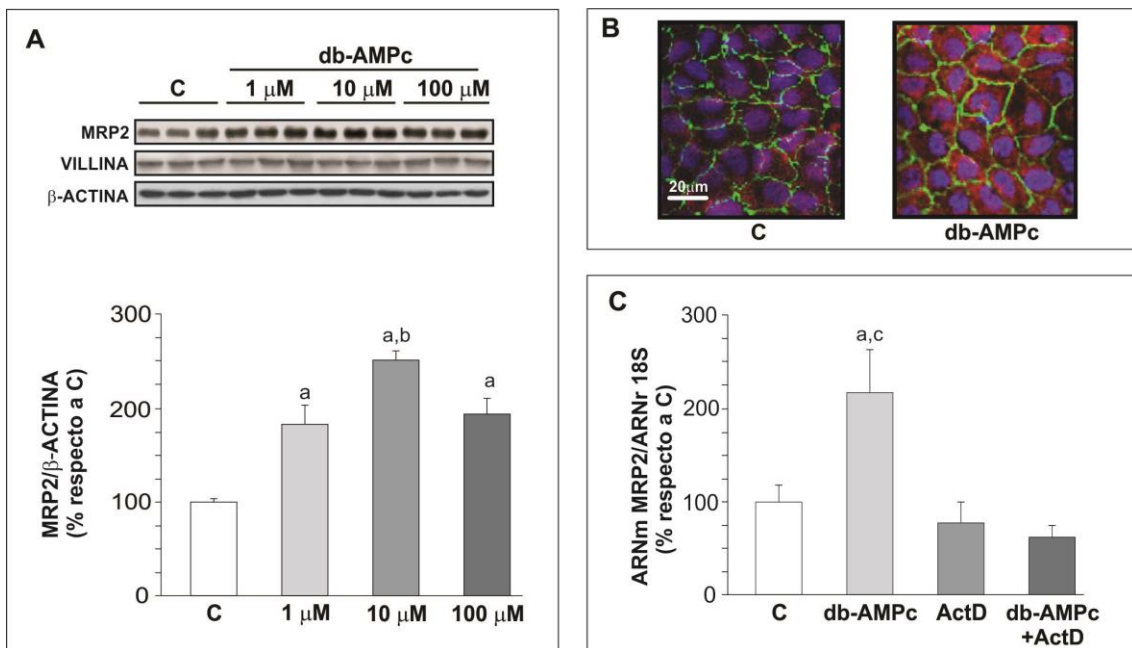 A
db-AMPc
C 1 μM 10 μM 100 μM
MRP2
VILLINA
β-ACTINA
MRP2/β-ACTINA
(% respecto a C)
300
200
100
0
a
a,b
a
C 1 μM 10 μM 100 μM
B
20μm
C db-AMPc
C
ARNm MRP2/ARNr 18S
(% respecto a C)
300
200
100
0
a,c
C db-AMPc ActD db-AMPc
+ActD